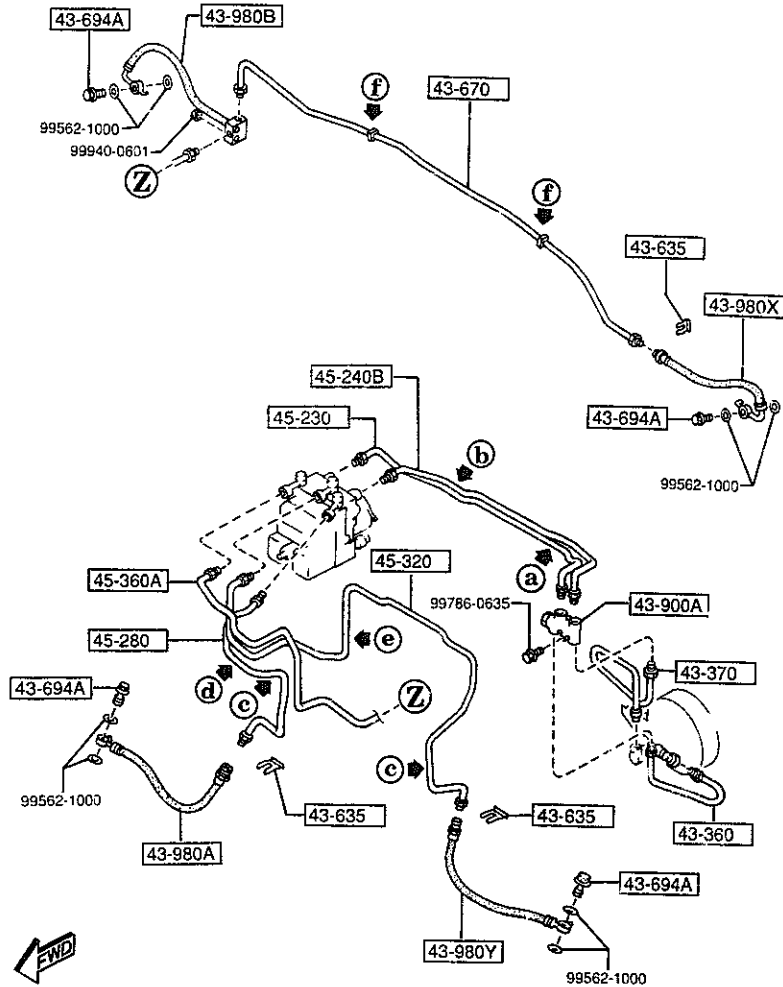 43-694A
43-980B
f
43-670
99562-1000
99940-0601
Z
f
43-635
43-980X
45-240B
45-230
43-694A
b
99562-1000
45-320
45-360A
a
99786-0635
43-900A
45-280
e
43-370
43-694A
d
c
Z
c
99562-1000
43-635
43-635
43-980A
43-360
43-694A
FWD
43-980Y
99562-1000